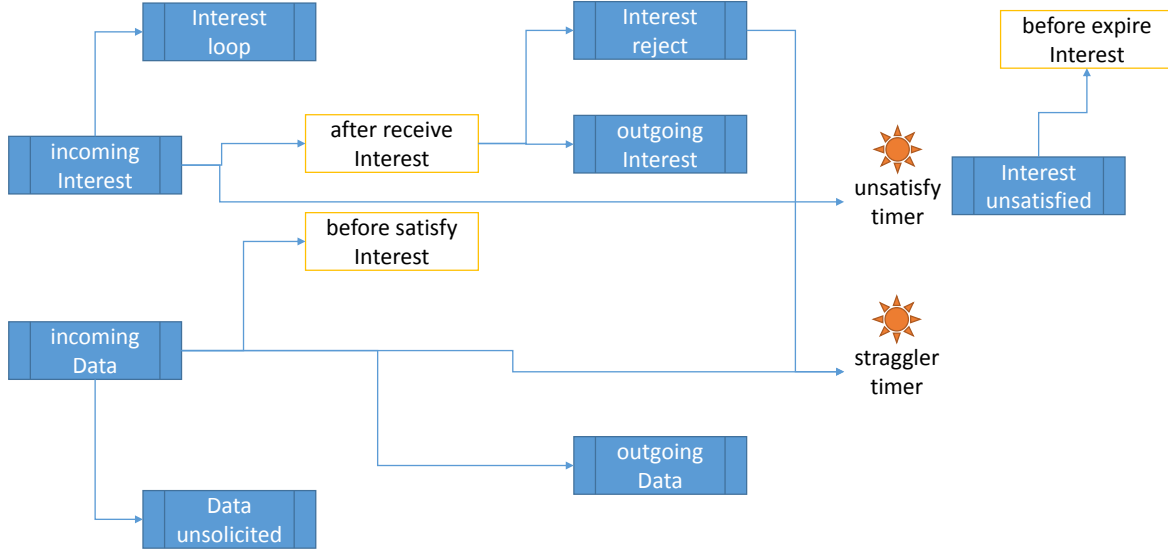 Interest
loop
Interest
reject
before expire
Interest
incoming
Interest
after receive
Interest
outgoing
Interest
unsatisfy
timer
Interest
unsatisfied
before satisfy
Interest
incoming
Data
straggler
timer
outgoing
Data
Data
unsolicited